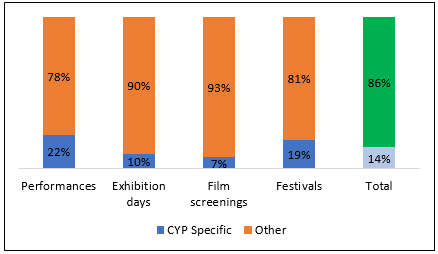 78% 90% 93% 81% 86%
22% 10% 7% 19% 14%
Performances Exhibition days Film screenings Festivals Total
CYP Specific Other